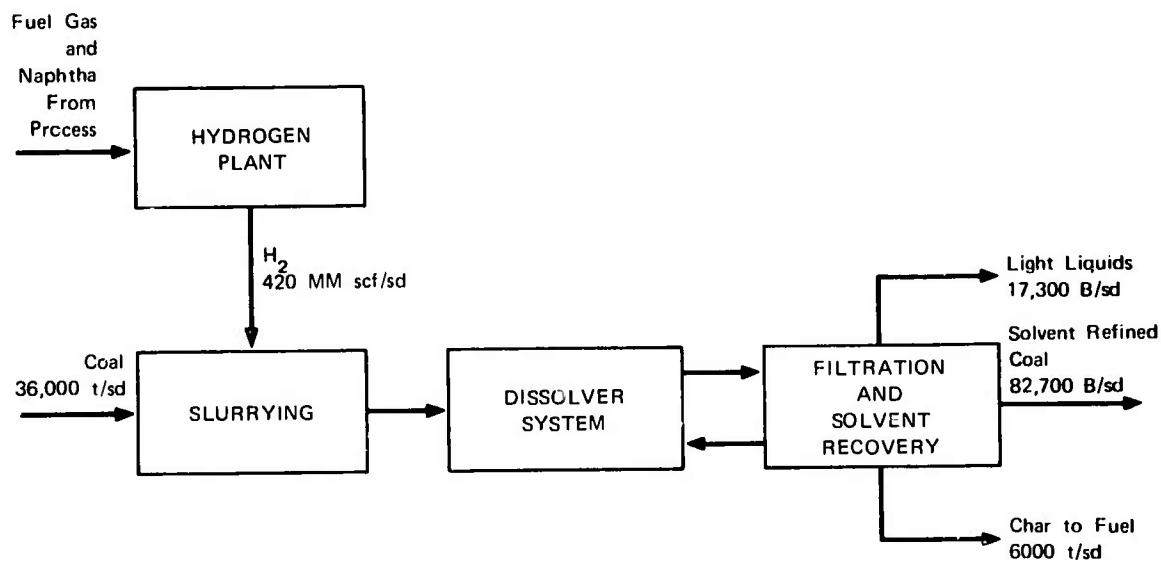 Fuel Gas
and
Naphtha
From
Prccess
HYDROGEN
PLANT
H2
420 MM scf/sd
Coal
36,000 t/sd
SLURRYING
DISSOLVER
SYSTEM
FILTRATION
AND
SOLVENT
RECOVERY
Light Liquids
17,300 B/sd
Solvent Refined
Coal
82,700 B/sd
Char to Fuel
6000 t/sd